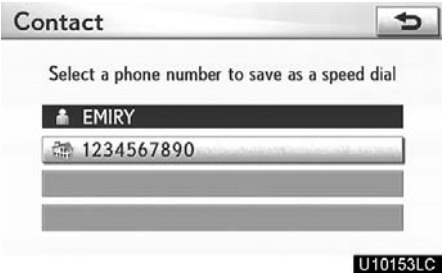 Contact
Select a phone number to save as a speed dial
EMIRY
1234567890
U10153LC